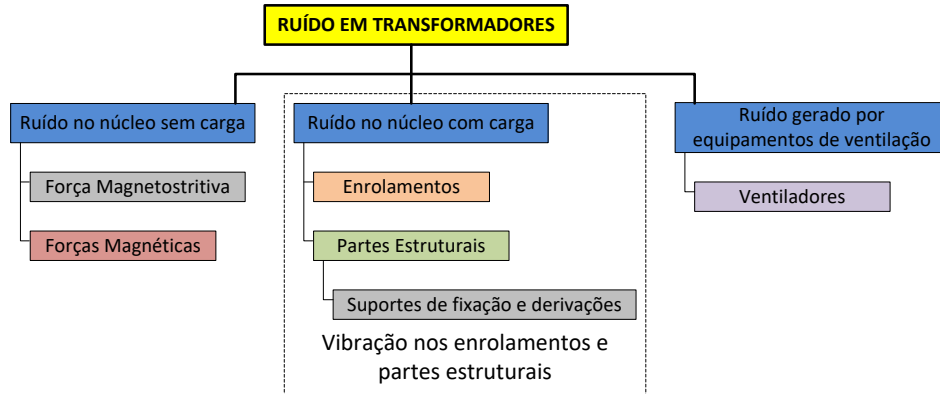 RUÍDO EM TRANSFORMADORES
Ruído no núcleo sem carga
Força Magnetostritiva
Forças Magnéticas
Ruído no núcleo com carga
Enrolamentos
Partes Estruturais
Suportes de fixação e derivações
Vibração nos enrolamentos e
partes estruturais
Ruído gerado por
equipamentos de ventilação
Ventiladores